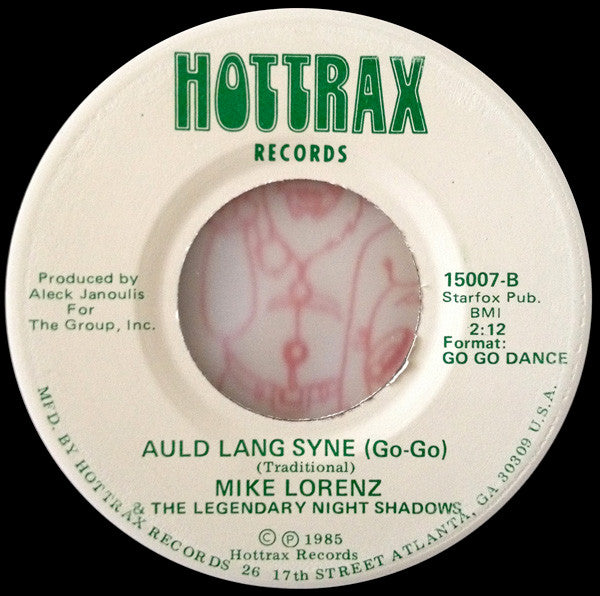 HOTTRAX
RECORDS
Produced by
Aleck Janoulis
For
The Group, Inc.
15007-B
Starfox Pub.
BMI
2:12
Format:
GO GO DANCE
AULD LANG SYNE (Go-Go)
(Traditional)
MIKE LORENZ
& THE LEGENDARY NIGHT SHADOWS
© ℗ 1985
Hottrax Records
MFD. BY HOTTRAX RECORDS 26 17th STREET ATLANTA, GA 30309 U.S.A.